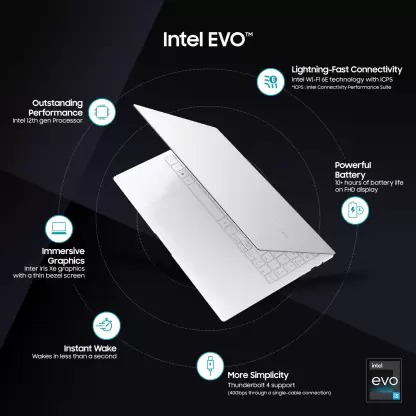 Intel EVO™
Lightning-Fast Connectivity
Intel Wi-Fi 6E technology with ICPS
*ICPS : Intel Connectivity Performance Suite
Outstanding
Performance
Intel 12th gen Processor
Powerful
Battery
10+ hours of battery life
on FHD display
Immersive
Graphics
Inter Iris Xe graphics
with a thin bezel screen
Instant Wake
Wakes in less than a second
More Simplicity
Thunderbolt 4 support
(40Gbps through a single-cable connection)
intel
evo
i5